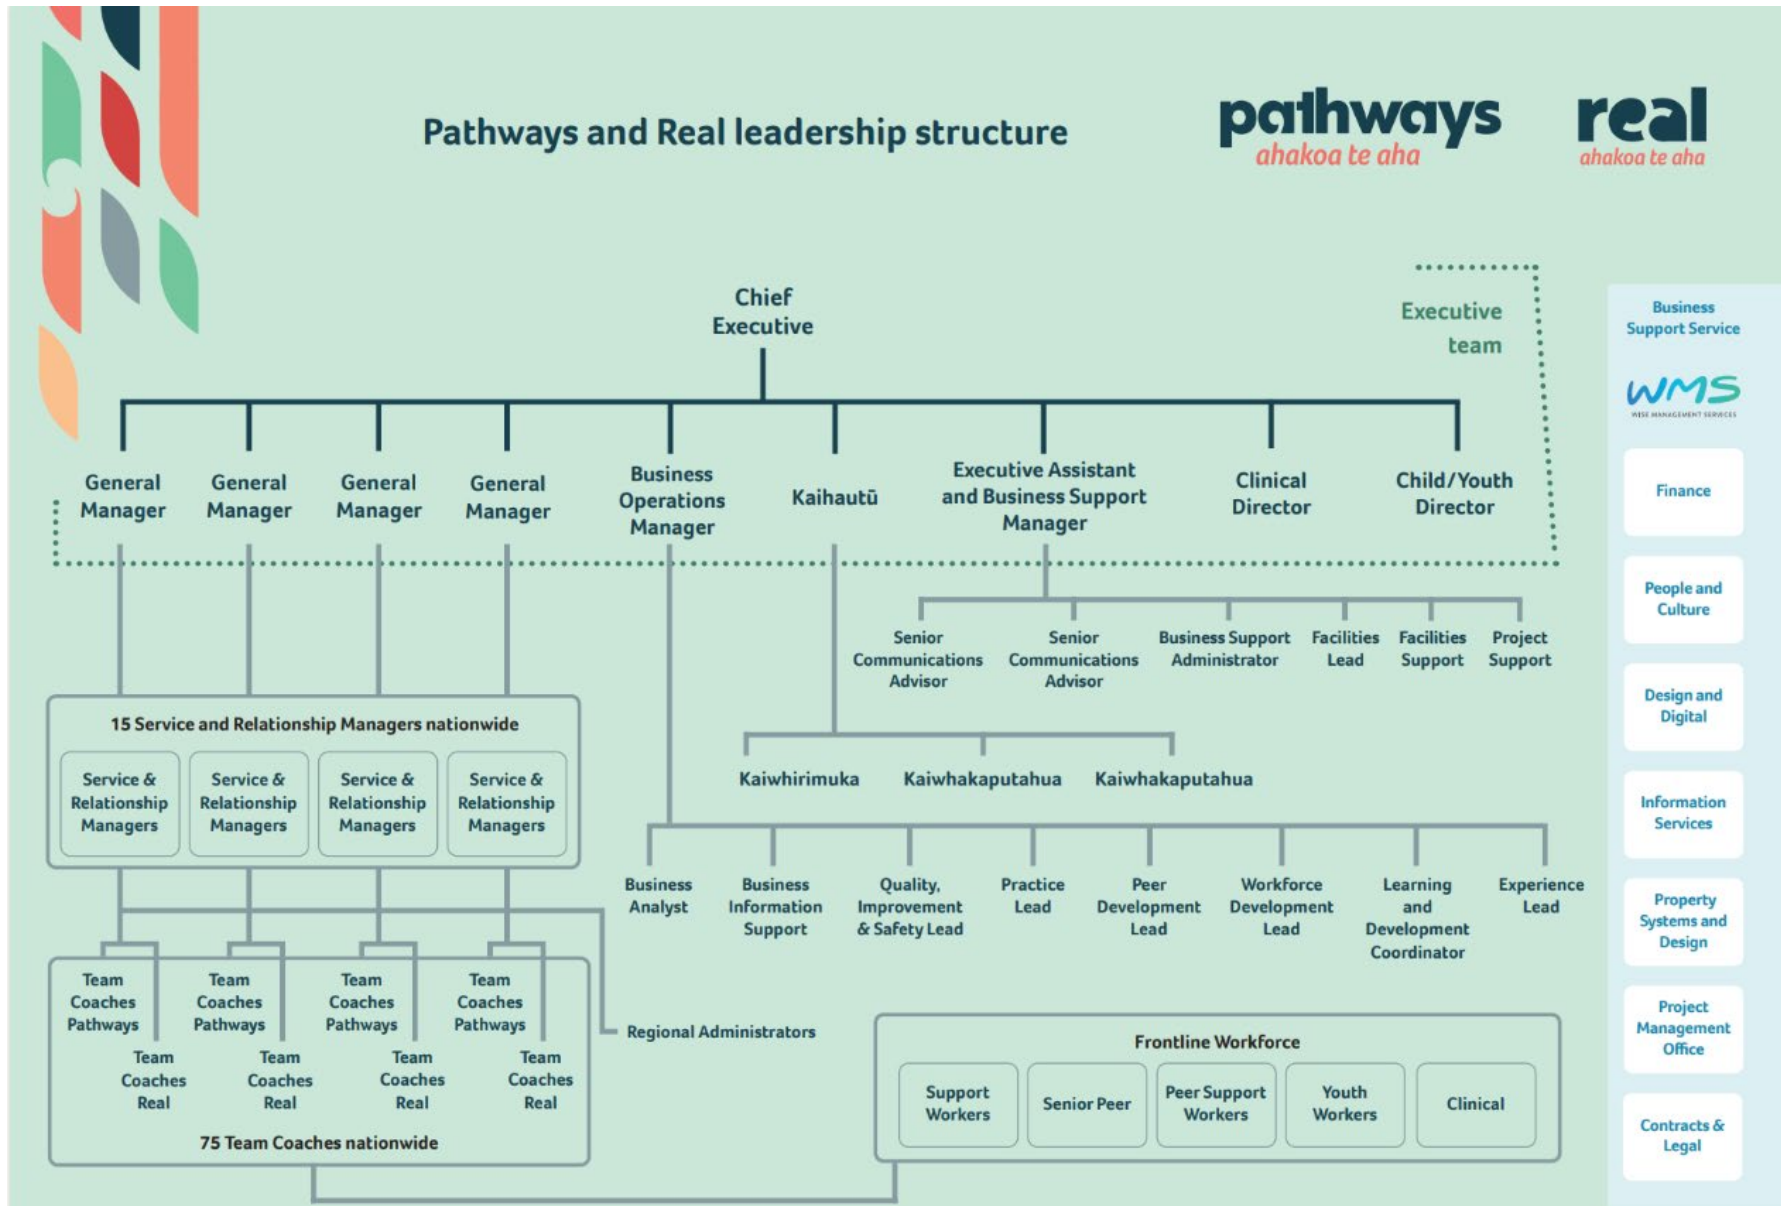 Pathways and Real leadership structure
pathways
ahakoa te aha
real
ahakoa te aha
Chief
Executive
Executive
team
General
Manager
General
Manager
General
Manager
General
Manager
Business
Operations
Manager
Kaihautū
Executive Assistant
and Business Support
Manager
Clinical
Director
Child/Youth
Director
Senior
Communications
Advisor
Senior
Communications
Advisor
Business Support
Administrator
Facilities
Lead
Facilities
Support
Project
Support
15 Service and Relationship Managers nationwide
Service &
Relationship
Managers
Service &
Relationship
Managers
Service &
Relationship
Managers
Service &
Relationship
Managers
Kaiwhirimuka
Kaiwhakaputahua
Kaiwhakaputahua
Business
Analyst
Business
Information
Support
Quality,
Improvement
& Safety Lead
Practice
Lead
Peer
Development
Lead
Workforce
Development
Lead
Learning
and
Development
Coordinator
Experience
Lead
Team
Coaches
Pathways
Team
Coaches
Real
Team
Coaches
Pathways
Team
Coaches
Real
Team
Coaches
Pathways
Team
Coaches
Real
Team
Coaches
Pathways
Team
Coaches
Real
75 Team Coaches nationwide
Regional Administrators
Frontline Workforce
Support
Workers
Senior Peer
Peer Support
Workers
Youth
Workers
Clinical
Business
Support Service
WMS
WISE MANAGEMENT SERVICES
Finance
People and
Culture
Design and
Digital
Information
Services
Property
Systems and
Design
Project
Management
Office
Contracts &
Legal